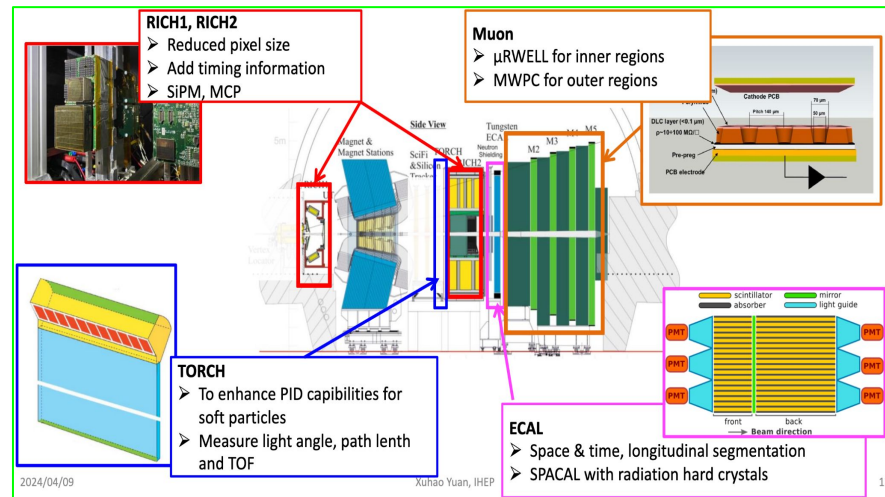 RICH1, RICH2
➤ Reduced pixel size
➤ Add timing information
➤ SiPM, MCP
Muon
➤ µRWELL for inner regions
➤ MWPC for outer regions
Cathode PCB
70 µm
Pitch 140 µm
50 µm
DLC layer (<0.1 µm)
ρ~10÷100 MΩ/□
Pre-preg
PCB electrode
Side View
5m
Magnet &
Magnet Stations
SciFi
&Silicon
Tracker
TORCH
RICH2
Tungsten
ECAL
Neutron
Shielding
M2
M3
M4
M5
scintillator
mirror
absorber
light guide
PMT
PMT
PMT
PMT
PMT
PMT
front
back
Beam direction
TORCH
➤ To enhance PID capibilities for
soft particles
➤ Measure light angle, path lenth
and TOF
ECAL
➤ Space & time, longitudinal segmentation
➤ SPACAL with radiation hard crystals
2024/04/09
Xuhao Yuan, IHEP
1